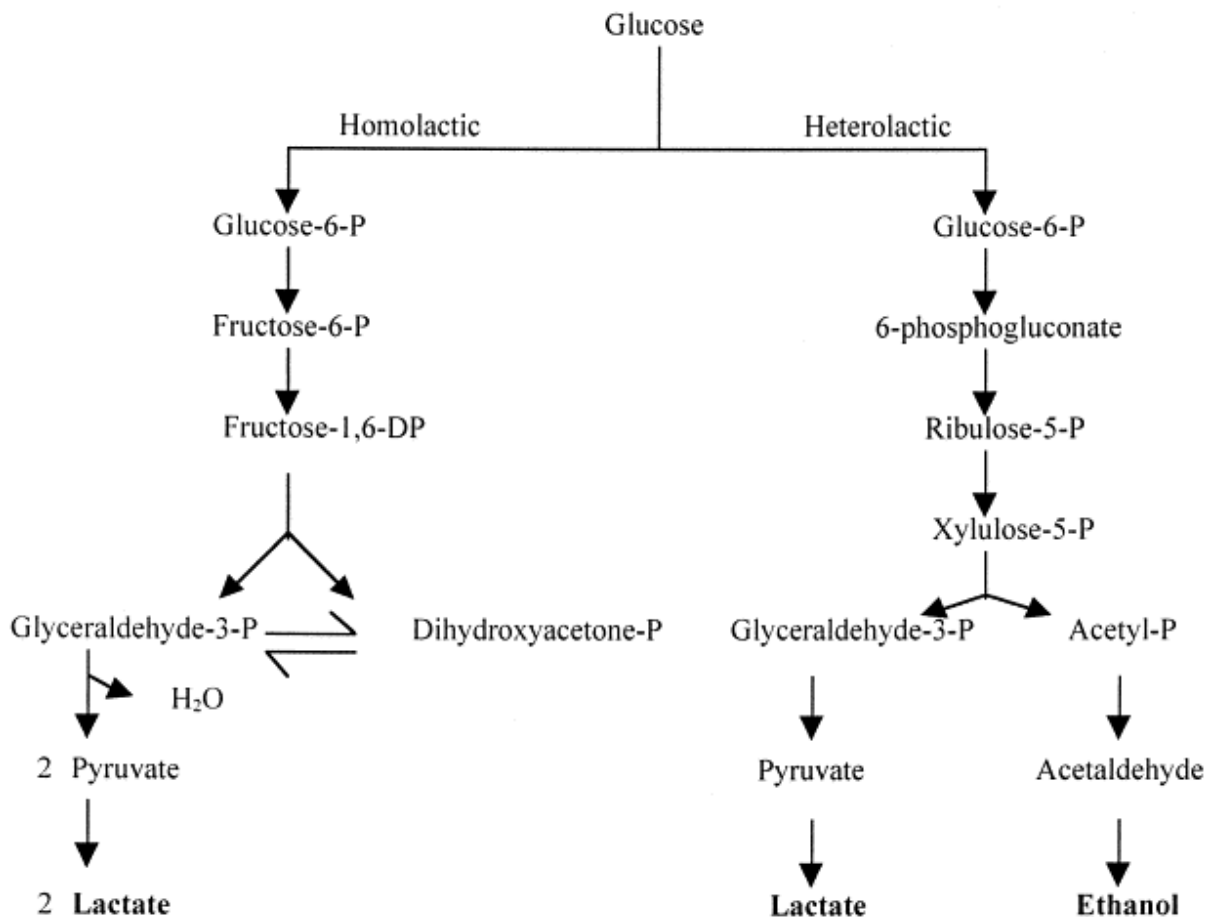 Glucose
Homolactic Heterolactic
Glucose-6-P Glucose-6-P
Fructose-6-P 6-phosphogluconate
Fructose-1,6-DP Ribulose-5-P
Xylulose-5-P
Glyceraldehyde-3-P Dihydroxyacetone-P Glyceraldehyde-3-P Acetyl-P
H₂O
2 Pyruvate Pyruvate Acetaldehyde
2 Lactate Lactate Ethanol